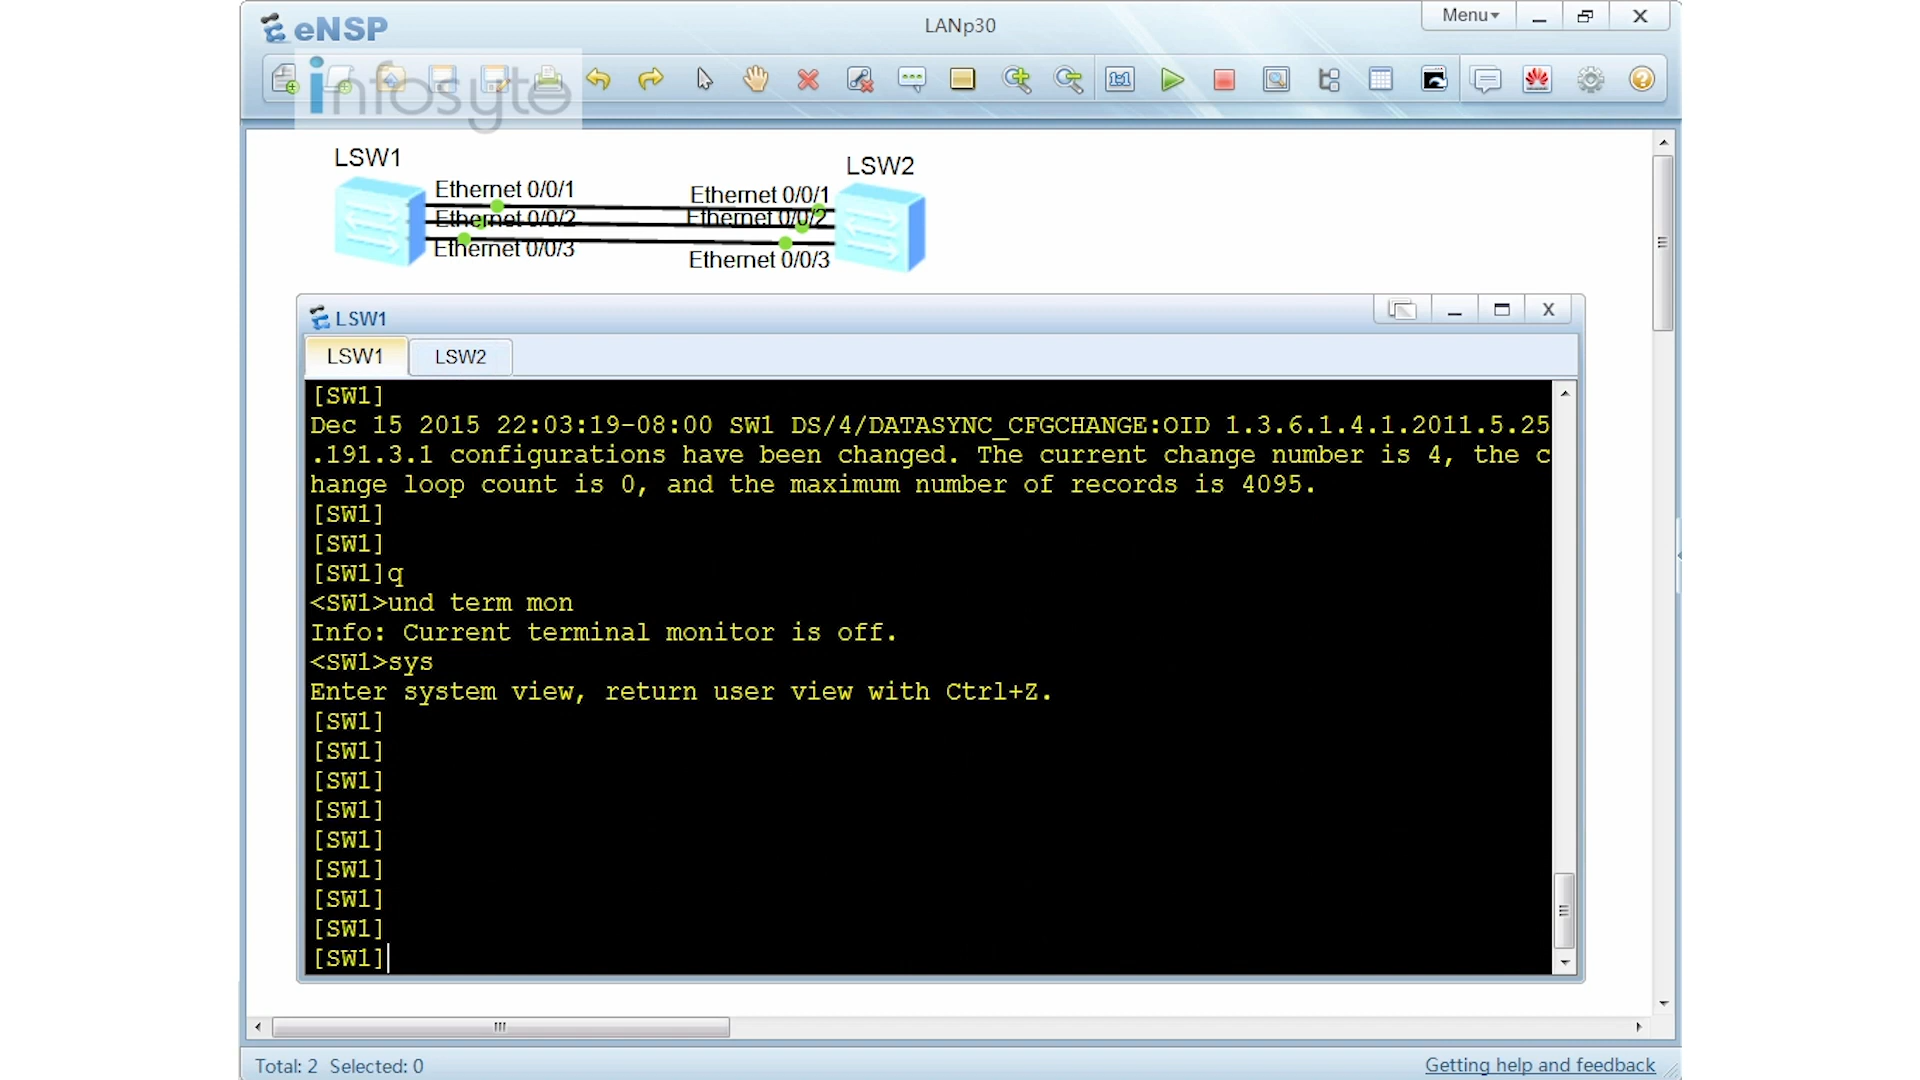 eNSP
LANp30
Menu
infosyte
LSW1
LSW2
Ethernet 0/0/1
Ethernet 0/0/1
Ethernet 0/0/2
Ethernet 0/0/2
Ethernet 0/0/3
Ethernet 0/0/3
LSW1
LSW1
LSW2
[SW1]
Dec 15 2015 22:03:19-08:00 SW1 DS/4/DATASYNC_CFGCHANGE:OID 1.3.6.1.4.1.2011.5.25
.191.3.1 configurations have been changed. The current change number is 4, the c
hange loop count is 0, and the maximum number of records is 4095.
[SW1]
[SW1]
[SW1]q
<SW1>und term mon
Info: Current terminal monitor is off.
<SW1>sys
Enter system view, return user view with Ctrl+Z.
[SW1]
[SW1]
[SW1]
[SW1]
[SW1]
[SW1]
[SW1]
[SW1]
[SW1]
Total: 2 Selected: 0
Getting help and feedback